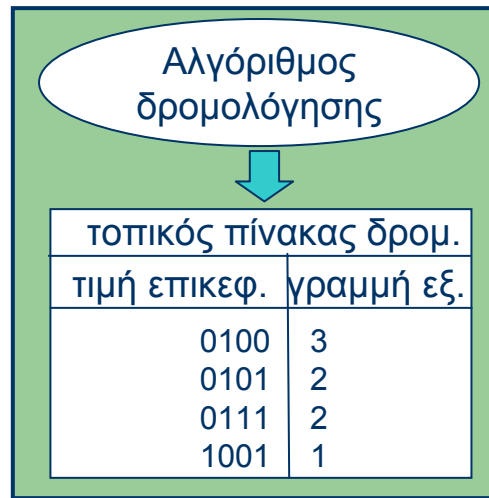 Αλγόριθμος
δρομολόγησης
τοπικός πίνακας δρομ.
τιμή επικεφ. γραμμή εξ.
0100 3
0101 2
0111 2
1001 1